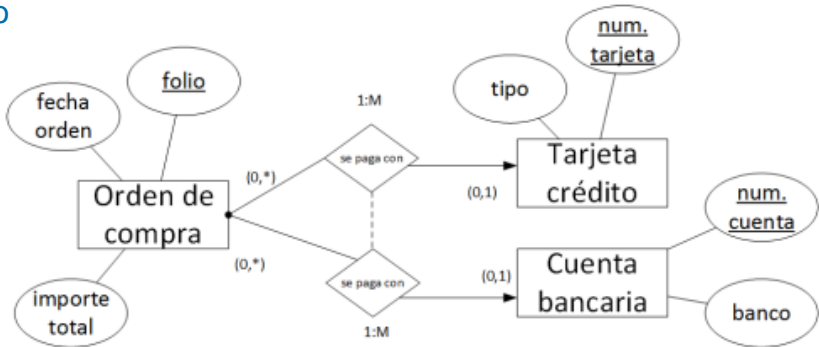 o
fecha
orden
folio
importe
total
Orden de
compra
(0,*)
(0,*)
1:M
se paga con
se paga con
1:M
(0,1)
(0,1)
tipo
num.
tarjeta
Tarjeta
crédito
num.
cuenta
Cuenta
bancaria
banco